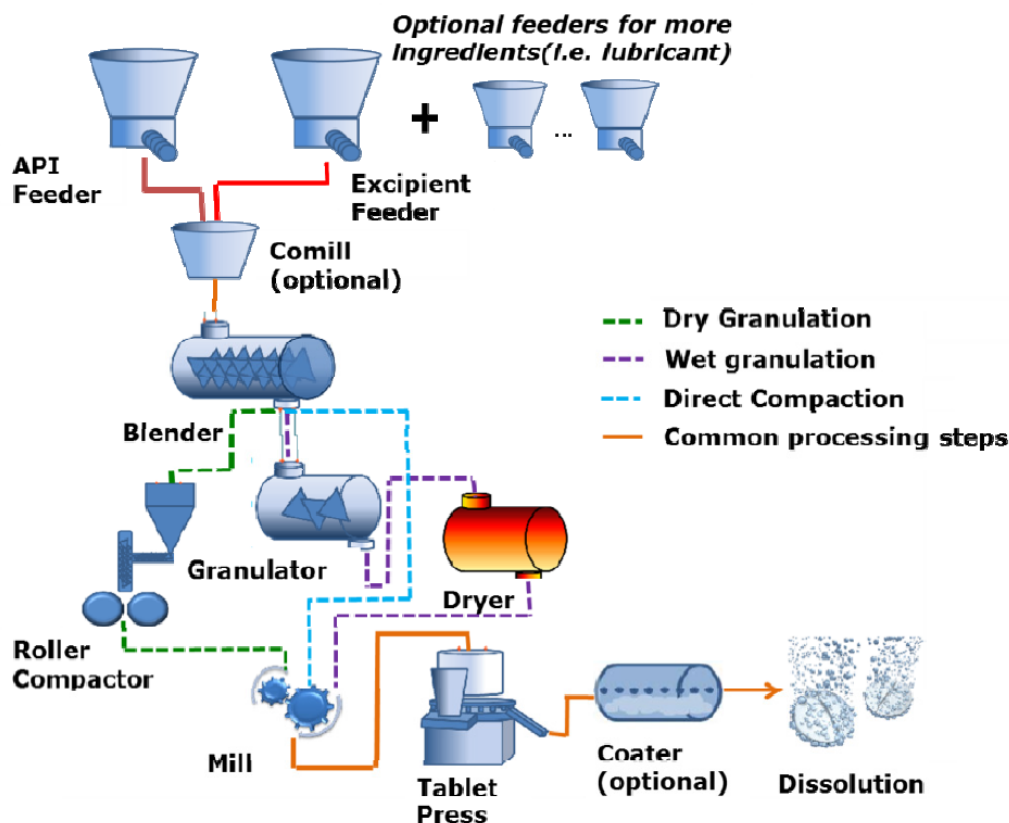 Optional feeders for more
ingredients(i.e. lubricant)
+
...
API
Feeder
Excipient
Feeder
Comill
(optional)
Dry Granulation
Wet granulation
Direct Compaction
Common processing steps
Blender
Granulator
Dryer
Roller
Compactor
Mill
Tablet
Press
Coater
(optional)
Dissolution